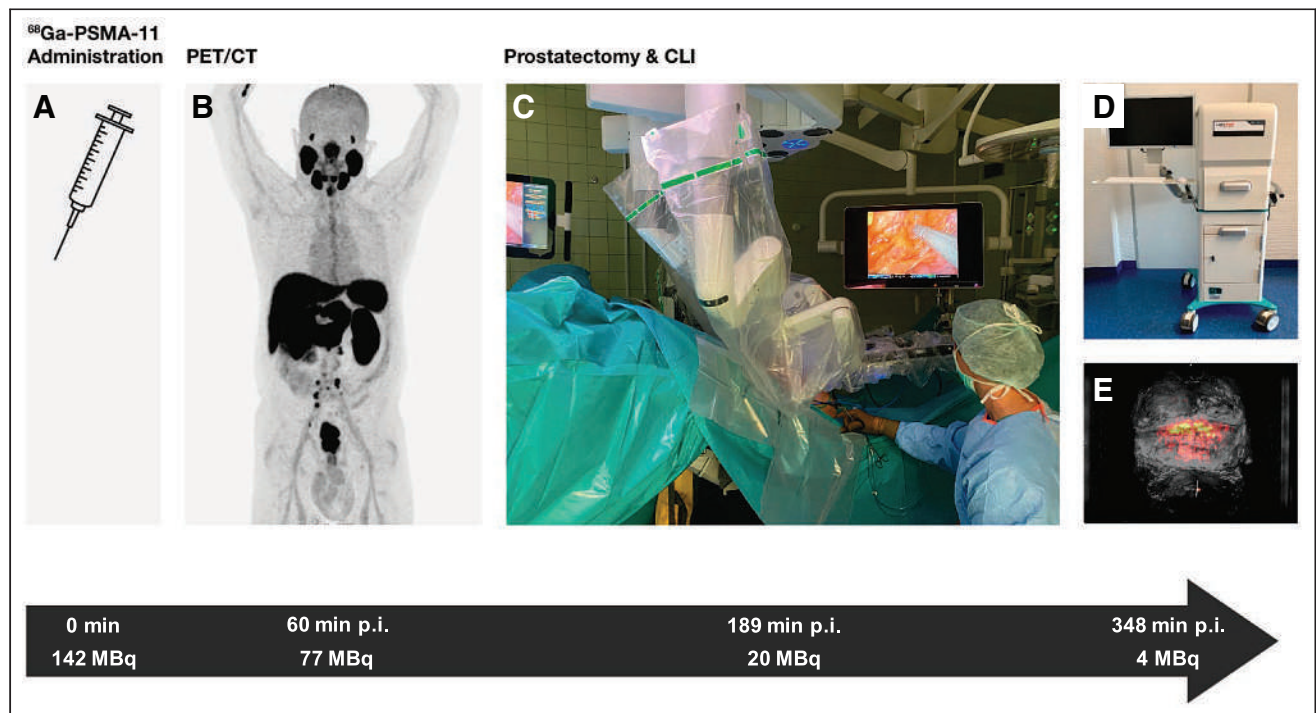 ⁶⁸Ga-PSMA-11
Administration
PET/CT
Prostatectomy & CLI
A
B
C
D
E
0 min
60 min p.i.
189 min p.i.
348 min p.i.
142 MBq
77 MBq
20 MBq
4 MBq